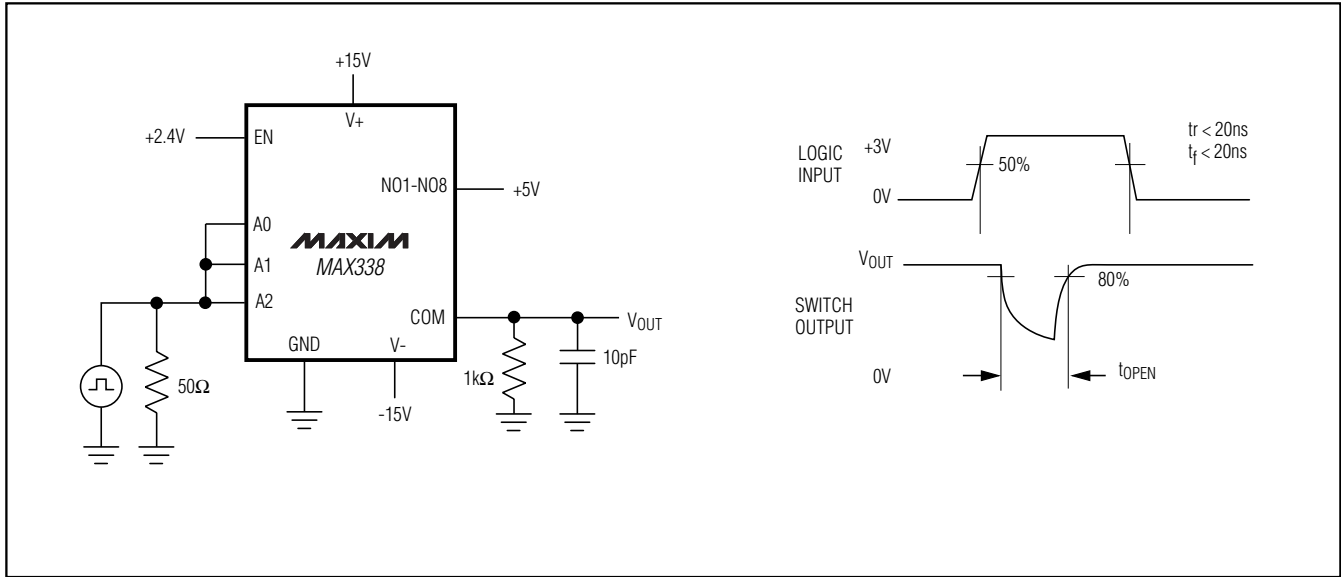 +15V
V+
+2.4V
EN
NO1-NO8
+5V
A0
MAXIM
A1
MAX338
A2
COM
VOUT
GND
V-
10pF
50Ω
1kΩ
-15V
LOGIC
INPUT
+3V
50%
0V
tr < 20ns
tf < 20ns
VOUT
80%
SWITCH
OUTPUT
0V
tOPEN